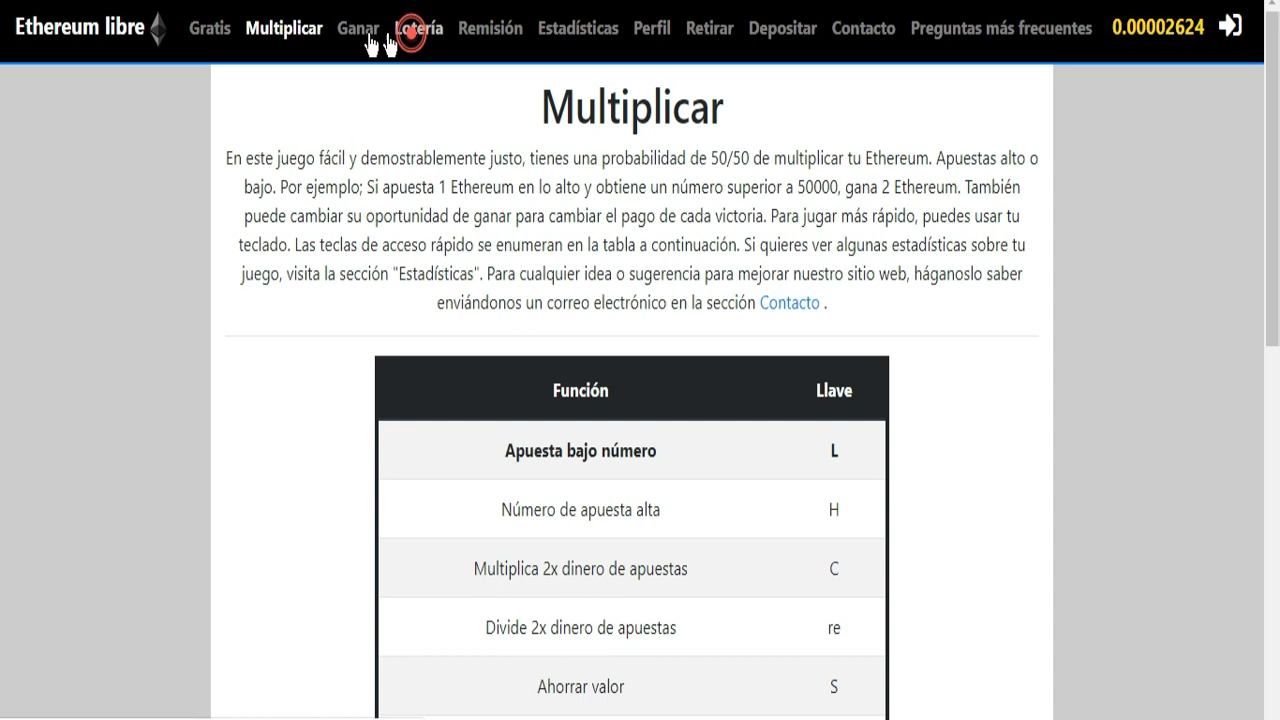 Ethereum libre Gratis Multiplicar Ganar Lotería Remisión Estadísticas Perfil Retirar Depositar Contacto Preguntas más frecuentes 0.00002624
Multiplicar
En este juego fácil y demostrablemente justo, tienes una probabilidad de 50/50 de multiplicar tu Ethereum. Apuestas alto o
bajo. Por ejemplo; Si apuesta 1 Ethereum en lo alto y obtiene un número superior a 50000, gana 2 Ethereum. También
puede cambiar su oportunidad de ganar para cambiar el pago de cada victoria. Para jugar más rápido, puedes usar tu
teclado. Las teclas de acceso rápido se enumeran en la tabla a continuación. Si quieres ver algunas estadísticas sobre tu
juego, visita la sección "Estadísticas". Para cualquier idea o sugerencia para mejorar nuestro sitio web, háganoslo saber
enviándonos un correo electrónico en la sección Contacto .
Función Llave
Apuesta bajo número L
Número de apuesta alta H
Multiplica 2x dinero de apuestas C
Divide 2x dinero de apuestas re
Ahorrar valor S